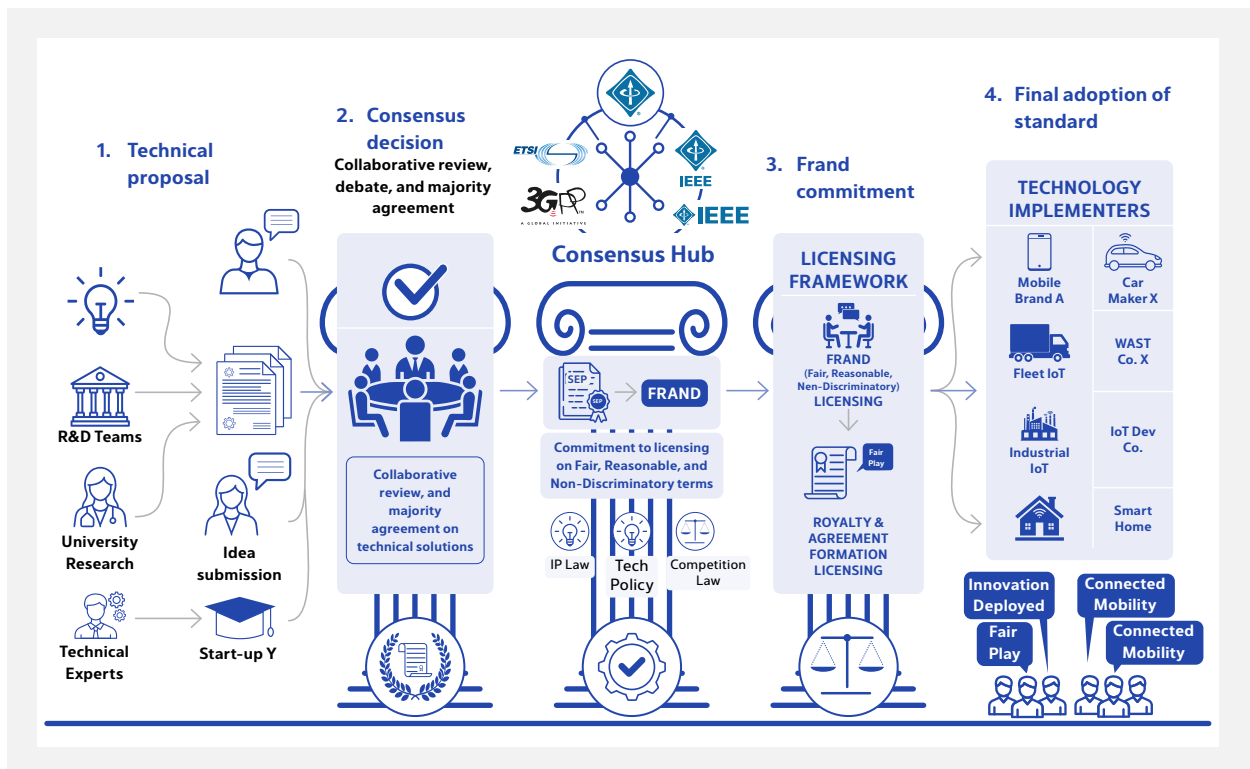 1. Technical
proposal
R&D Teams
University
Research
Technical
Experts
Idea
submission
Start-up Y
2. Consensus
decision
Collaborative review,
debate, and majority
agreement
Collaborative
review, and
majority
agreement on
technical solutions
ETSI
3GPP
TM
A GLOBAL INITIATIVE
IEEE
IEEE
Consensus Hub
SEP
SEP
FRAND
Commitment to licensing
on Fair, Reasonable, and
Non-Discriminatory terms
IP Law
Tech
Policy
Competition
Law
3. Frand
commitment
LICENSING
FRAMEWORK
FRAND
(Fair, Reasonable,
Non-Discriminatory)
LICENSING
Fair
Play
ROYALTY &
AGREEMENT
FORMATION
LICENSING
4. Final adoption of
standard
TECHNOLOGY
IMPLEMENTERS
Mobile
Brand A
Car
Maker X
Fleet IoT
WAST
Co. X
Industrial
IoT
IoT Dev
Co.
Smart
Home
Innovation
Deployed
Fair
Play
Connected
Mobility
Connected
Mobility